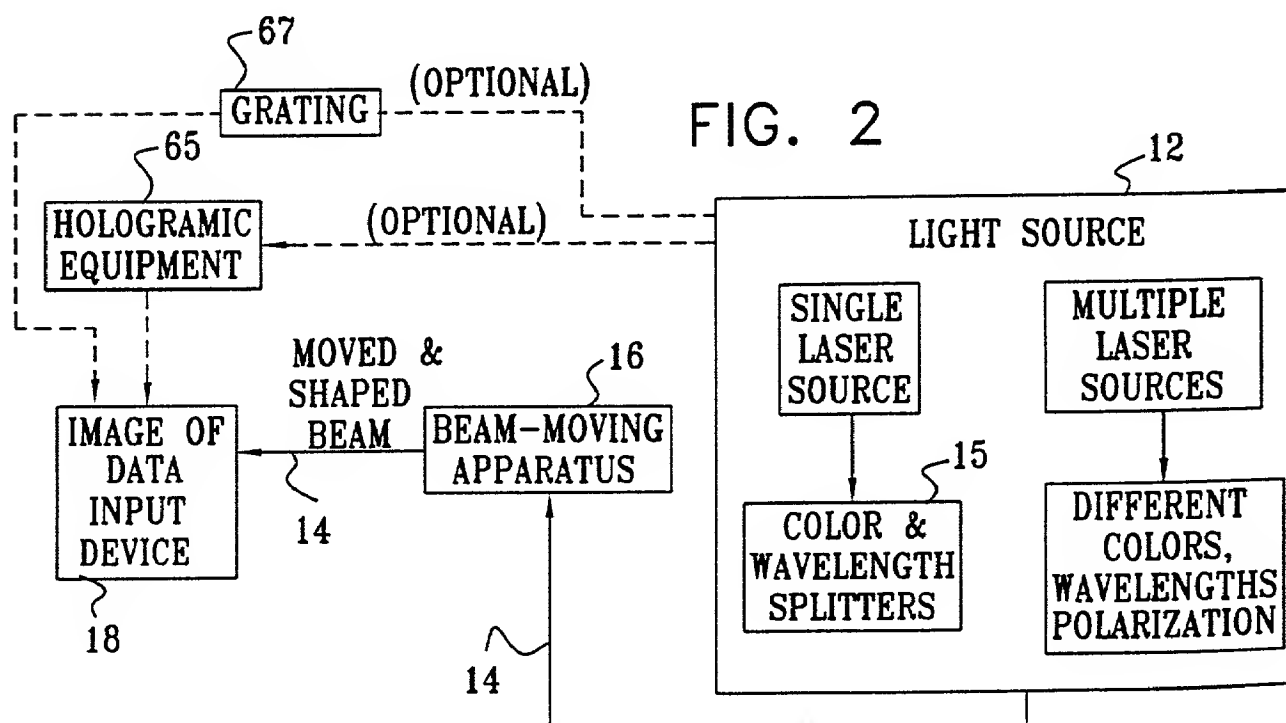 67
(OPTIONAL)
GRATING
FIG. 2
65
12
HOLOGRAMIC
EQUIPMENT
(OPTIONAL)
LIGHT SOURCE
SINGLE
LASER
SOURCE
MULTIPLE
LASER
SOURCES
MOVED &
SHAPED
BEAM
16
IMAGE OF
DATA
INPUT
DEVICE
BEAM-MOVING
APPARATUS
15
14
COLOR &
WAVELENGTH
SPLITTERS
DIFFERENT
COLORS,
WAVELENGTHS
POLARIZATION
18
14